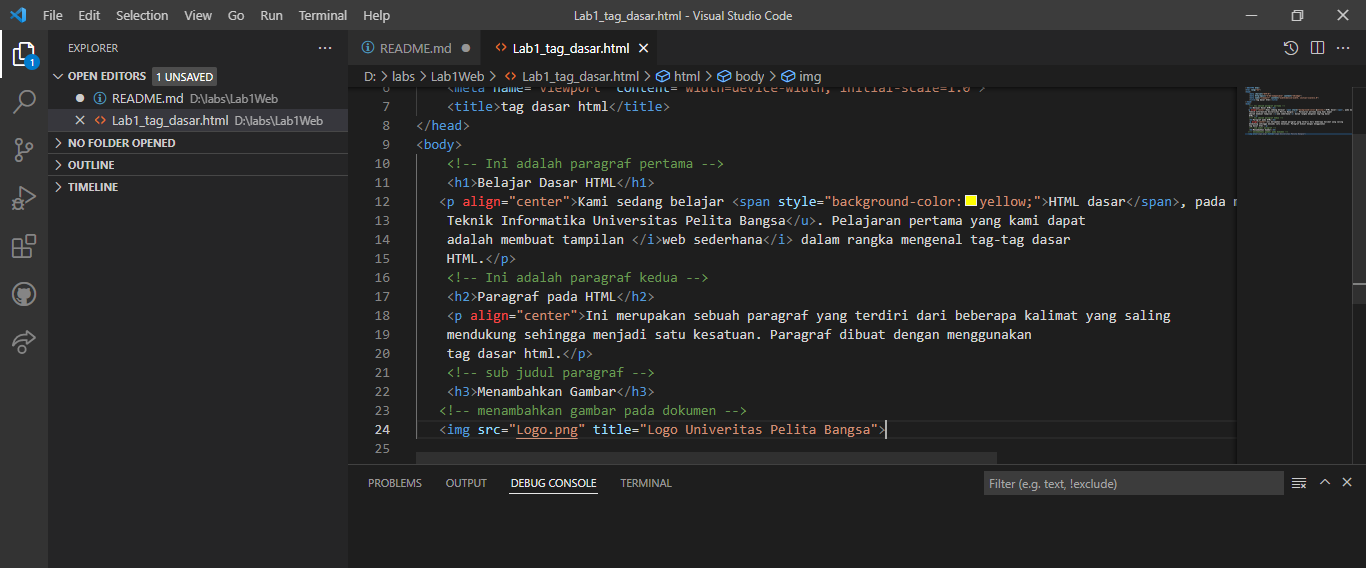 File Edit Selection View Go Run Terminal Help Lab1_tag_dasar.html - Visual Studio Code
EXPLORER ···
README.md
Lab1_tag_dasar.html
OPEN EDITORS 1 UNSAVED
README.md D:\labs\Lab1Web
Lab1_tag_dasar.html D:\labs\Lab1Web
NO FOLDER OPENED
OUTLINE
TIMELINE
1
D: > labs > Lab1Web > Lab1_tag_dasar.html > html > body > img
6 <meta name="viewport" content="width=device-width, initial-scale=1.0">
7 <title>tag dasar html</title>
8 </head>
9 <body>
10 <!-- Ini adalah paragraf pertama -->
11 <h1>Belajar Dasar HTML</h1>
12 <p align="center">Kami sedang belajar <span style="background-color:yellow;">HTML dasar</span>, pada
13 Teknik Informatika Universitas Pelita Bangsa</u>. Pelajaran pertama yang kami dapat
14 adalah membuat tampilan </i>web sederhana</i> dalam rangka mengenal tag-tag dasar
15 HTML.</p>
16 <!-- Ini adalah paragraf kedua -->
17 <h2>Paragraf pada HTML</h2>
18 <p align="center">Ini merupakan sebuah paragraf yang terdiri dari beberapa kalimat yang saling
19 mendukung sehingga menjadi satu kesatuan. Paragraf dibuat dengan menggunakan
20 tag dasar html.</p>
21 <!-- sub judul paragraf -->
22 <h3>Menambahkan Gambar</h3>
23 <!-- menambahkan gambar pada dokumen -->
24 <img src="Logo.png" title="Logo Univeritas Pelita Bangsa">
25
PROBLEMS OUTPUT DEBUG CONSOLE TERMINAL Filter (e.g. text, !exclude)